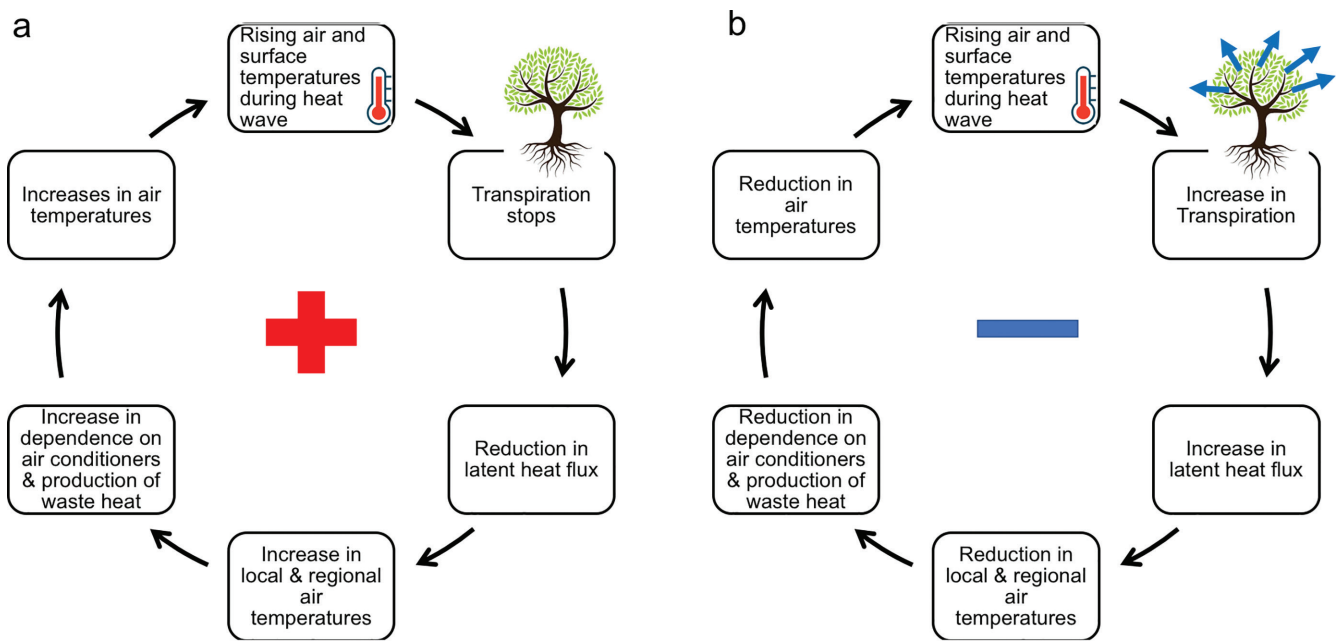 a
Rising air and
surface
temperatures
during heat
wave
Transpiration
stops
Reduction in
latent heat flux
Increase in
local & regional
air
temperatures
Increase in
dependence on
air conditioners
& production of
waste heat
Increases in air
temperatures
b
Rising air and
surface
temperatures
during heat
wave
Increase in
Transpiration
Increase in
latent heat flux
Reduction in
local & regional
air
temperatures
Reduction in
dependence on
air conditioners
& production of
waste heat
Reduction in
air
temperatures